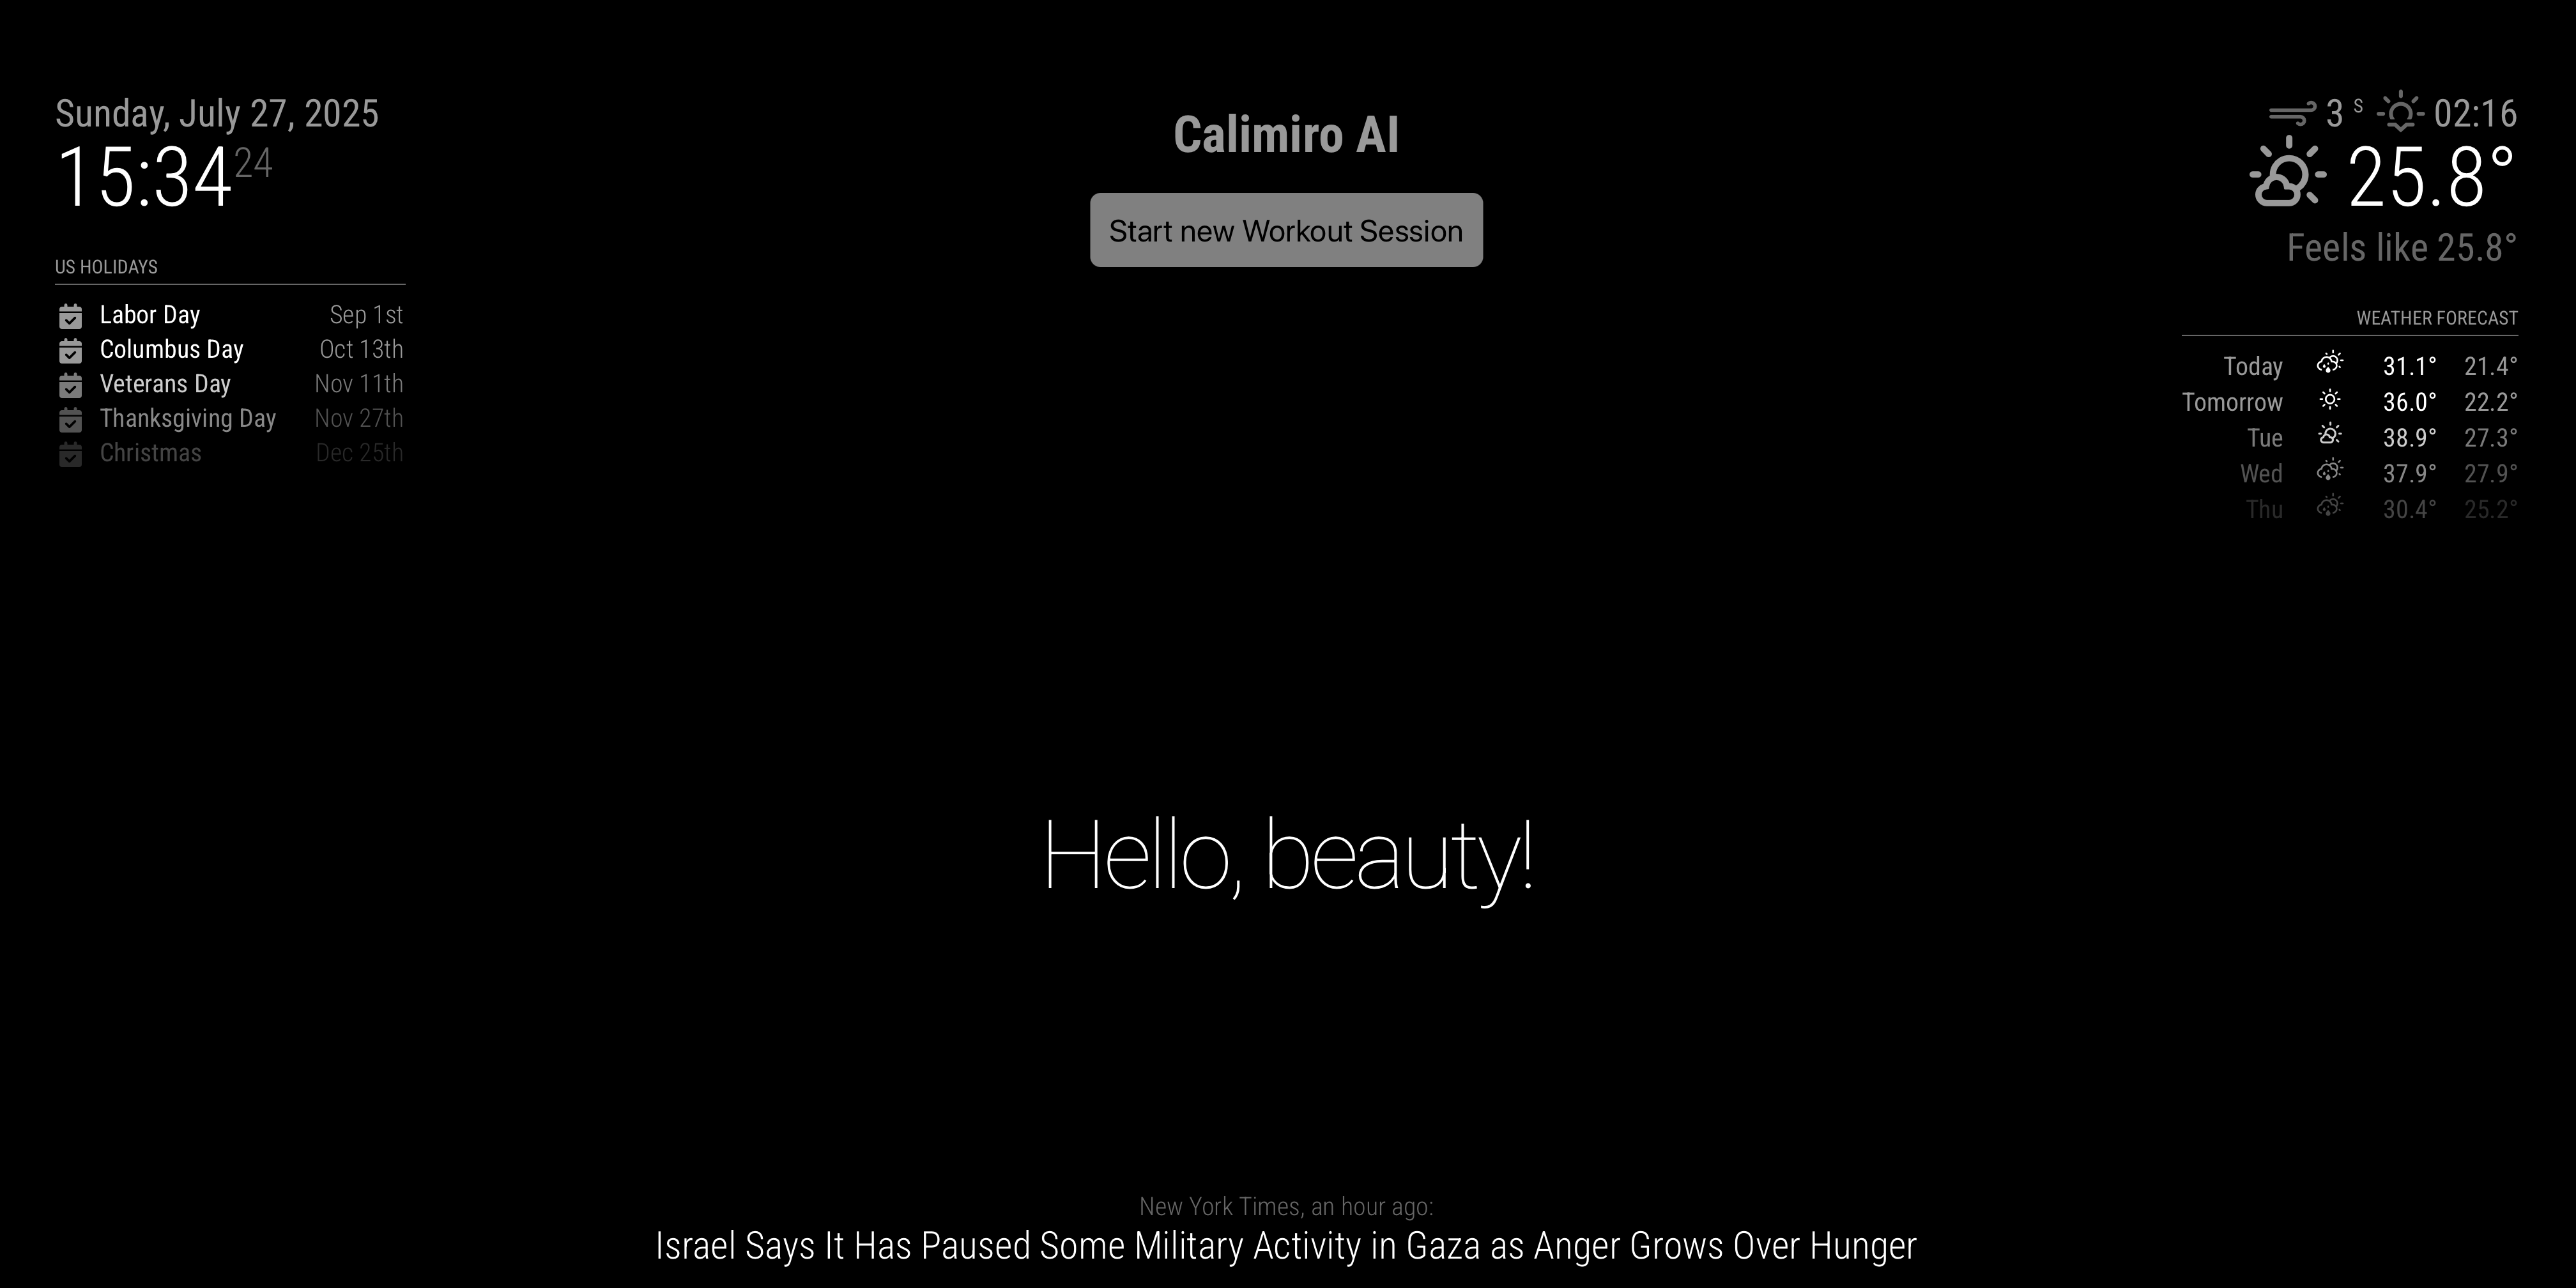 Sunday, July 27, 2025
15:34 24
US HOLIDAYS
Labor Day Sep 1st
Columbus Day Oct 13th
Veterans Day Nov 11th
Thanksgiving Day Nov 27th
Christmas Dec 25th
Calimiro AI
Start new Workout Session
3 S 02:16
25.8°
Feels like 25.8°
WEATHER FORECAST
Today 31.1° 21.4°
Tomorrow 36.0° 22.2°
Tue 38.9° 27.3°
Wed 37.9° 27.9°
Thu 30.4° 25.2°
Hello, beauty!
New York Times, an hour ago:
Israel Says It Has Paused Some Military Activity in Gaza as Anger Grows Over Hunger